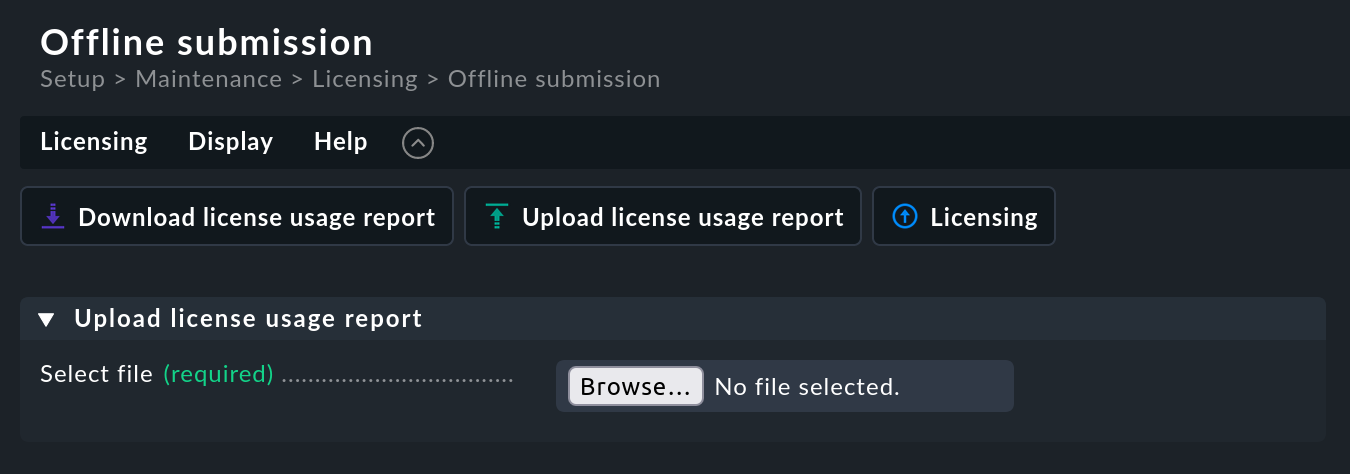 Offline submission
Setup > Maintenance > Licensing > Offline submission
Licensing Display Help
Download license usage report Upload license usage report Licensing
Upload license usage report
Select file (required) ................................... Browse... No file selected.